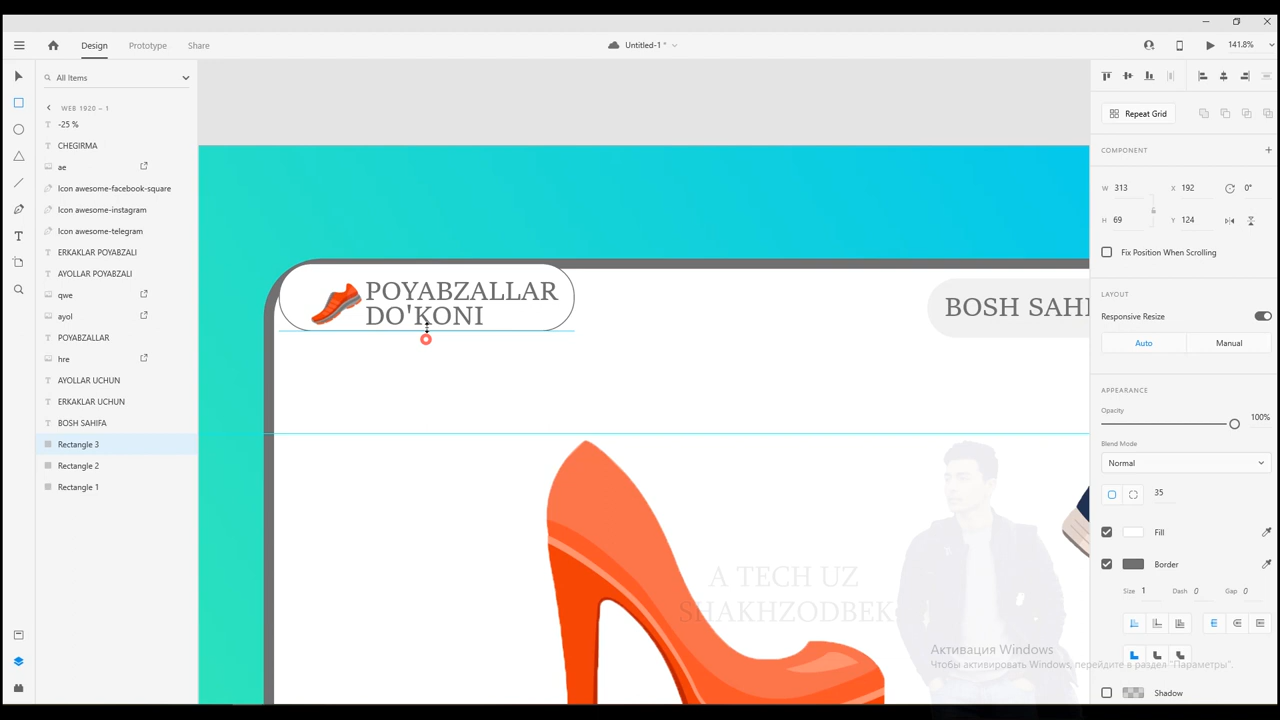 Design
Prototype
Share
Untitled-1 *
141.8%
All Items
WEB 1920 – 1
-25 %
CHEGIRMA
ae
Icon awesome-facebook-square
Icon awesome-instagram
Icon awesome-telegram
ERKAKLAR POYABZALI
AYOLLAR POYABZALI
qwe
ayol
POYABZALLAR
hre
AYOLLAR UCHUN
ERKAKLAR UCHUN
BOSH SAHIFA
Rectangle 3
Rectangle 2
Rectangle 1
POYABZALLAR
DO'KONI
BOSH SAHI
A TECH UZ
SHAKHZODBEK
Repeat Grid
COMPONENT
W 313 X 192 0°
H 69 Y 124
Fix Position When Scrolling
LAYOUT
Responsive Resize
Auto Manual
APPEARANCE
Opacity
100%
Blend Mode
Normal
35
Fill
Border
Size 1 Dash 0 Gap 0
Активация Windows
Чтобы активировать Windows, перейдите в раздел "Параметры".
Shadow